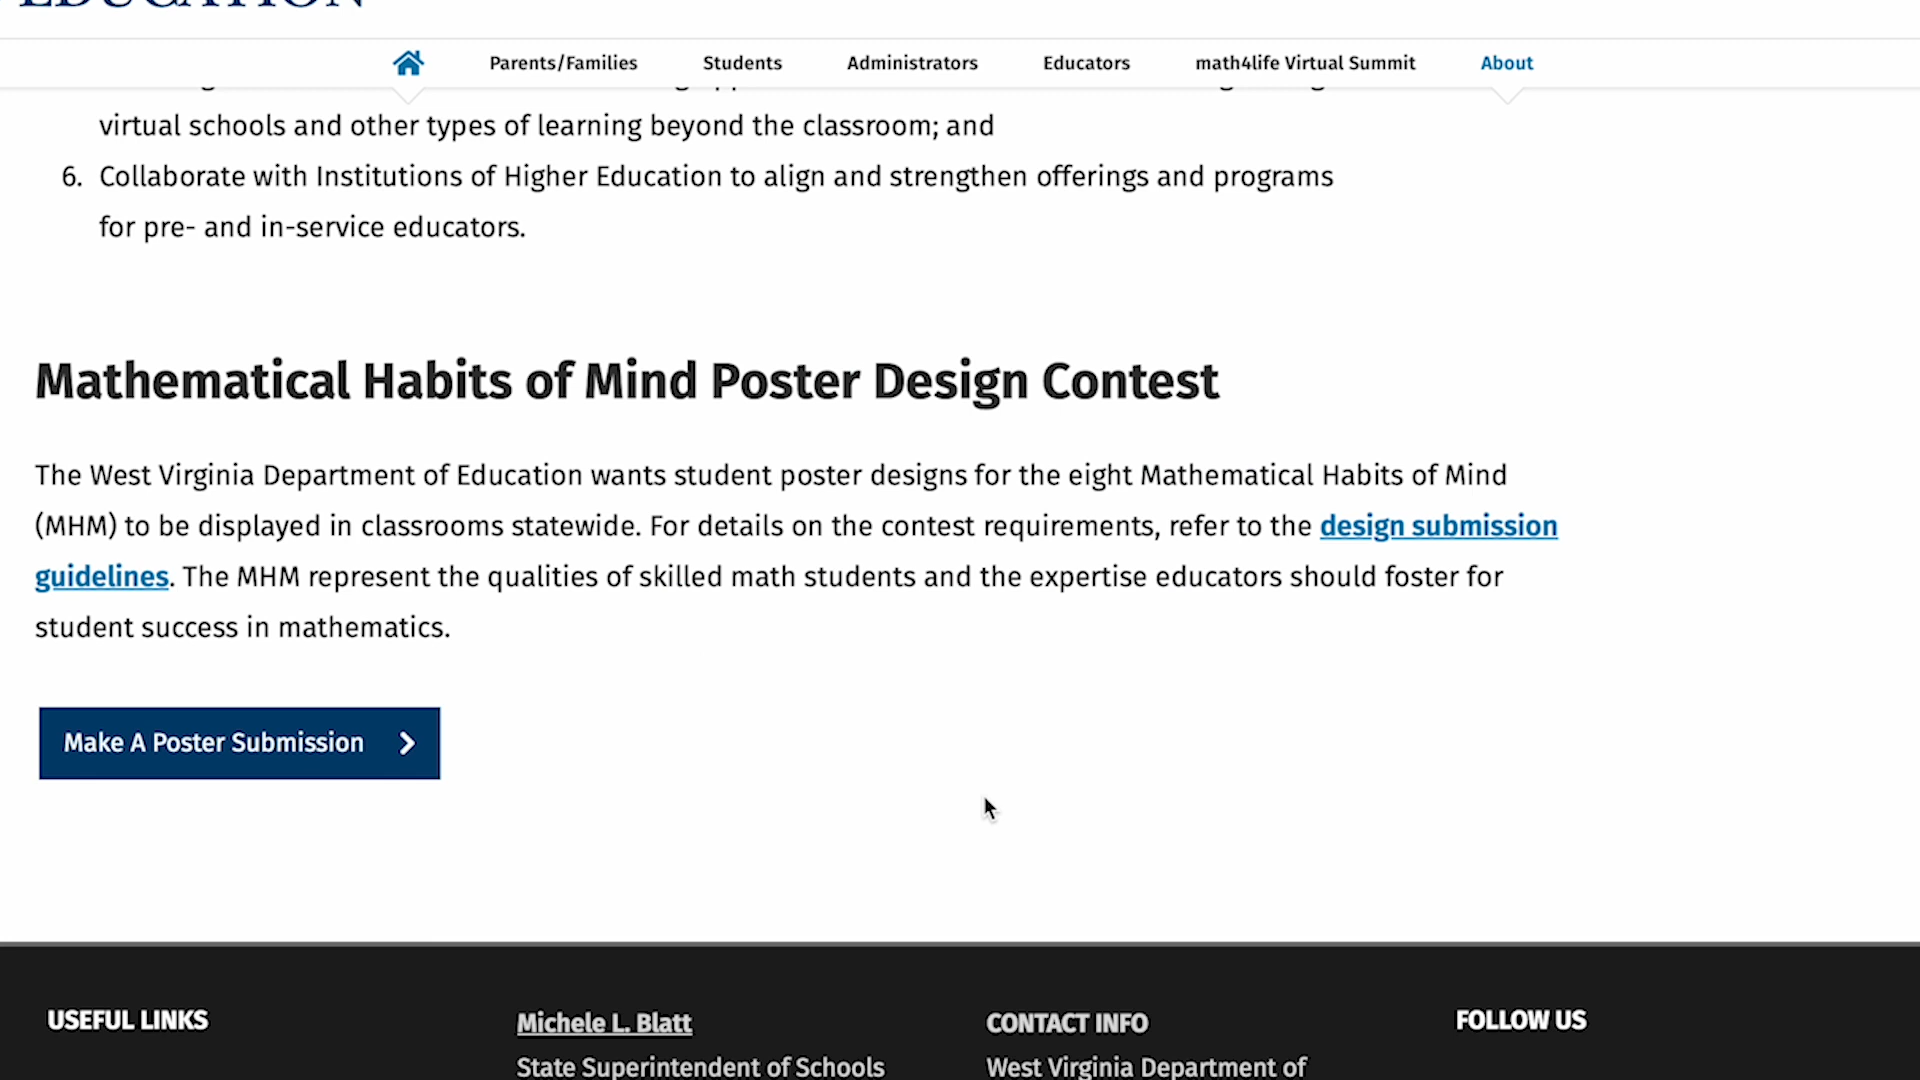 EDUCATION
Parents/Families Students Administrators Educators math4life Virtual Summit About
virtual schools and other types of learning beyond the classroom; and
6. Collaborate with Institutions of Higher Education to align and strengthen offerings and programs
for pre- and in-service educators.
Mathematical Habits of Mind Poster Design Contest
The West Virginia Department of Education wants student poster designs for the eight Mathematical Habits of Mind
(MHM) to be displayed in classrooms statewide. For details on the contest requirements, refer to the design submission
guidelines. The MHM represent the qualities of skilled math students and the expertise educators should foster for
student success in mathematics.
Make A Poster Submission
USEFUL LINKS
Michele L. Blatt
State Superintendent of Schools
CONTACT INFO
West Virginia Department of
FOLLOW US